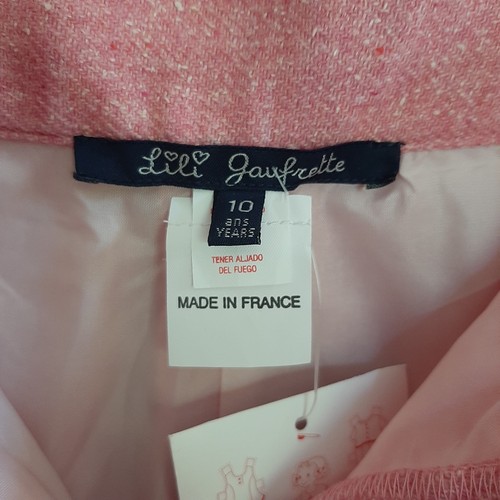 Lili Gaufrette
10
ans
YEARS
TENER ALJADO
DEL FUEGO
MADE IN FRANCE